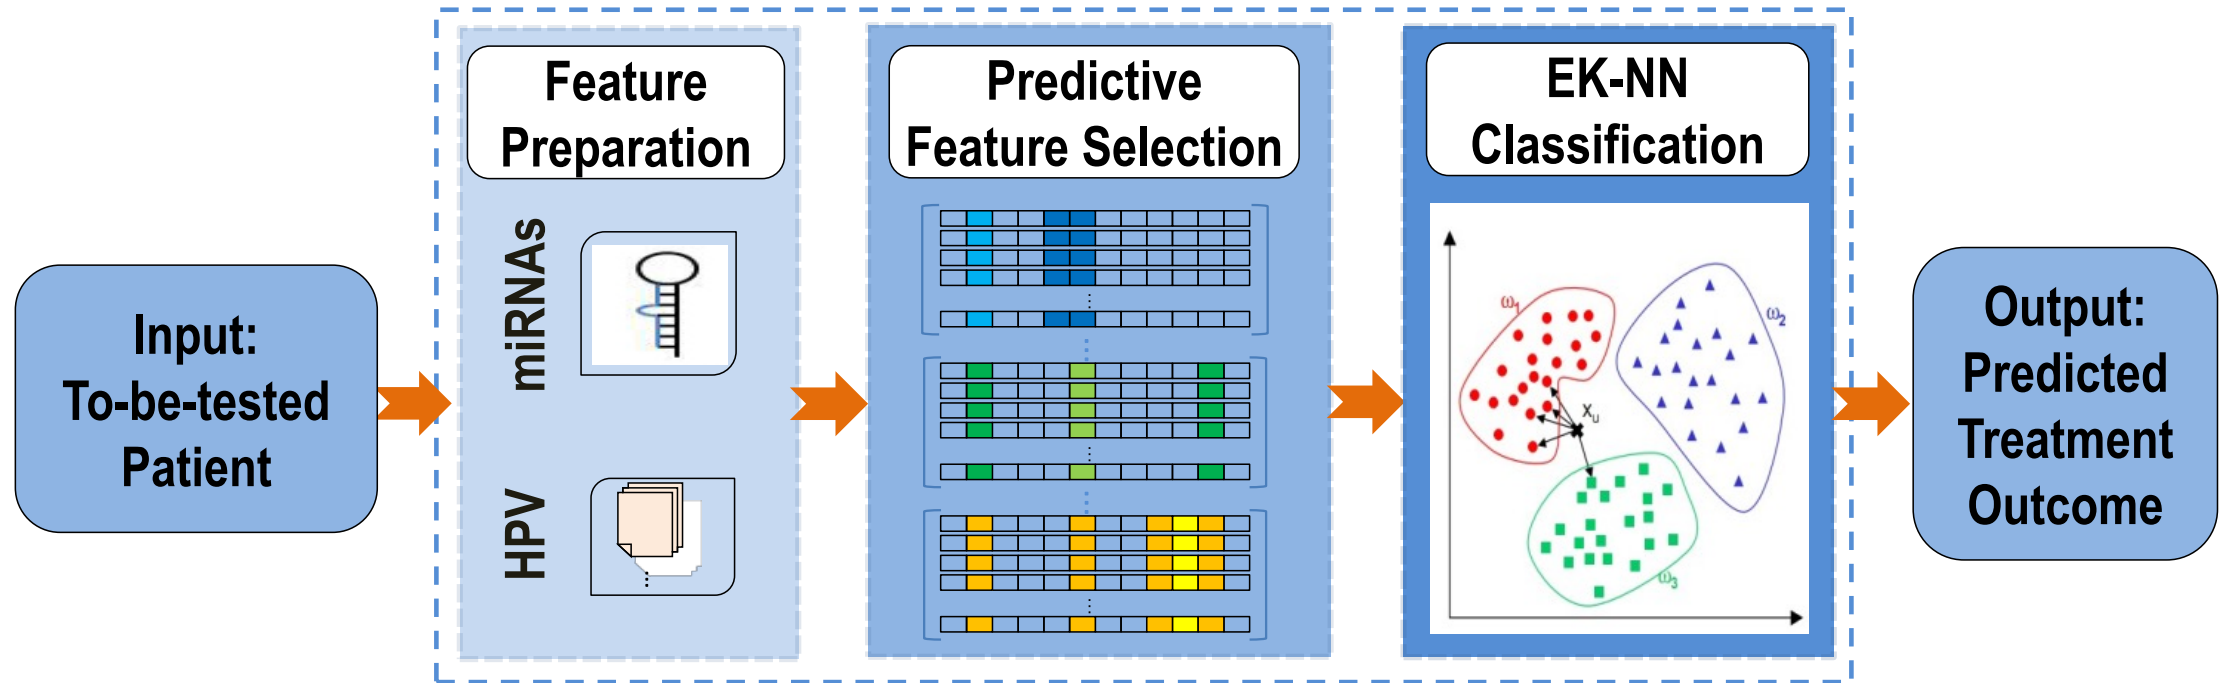 Input:
To-be-tested
Patient
Feature
Preparation
miRNAs
HPV
Predictive
Feature Selection
EK-NN
Classification
ω1
ω2
Xu
ω3
Output:
Predicted
Treatment
Outcome